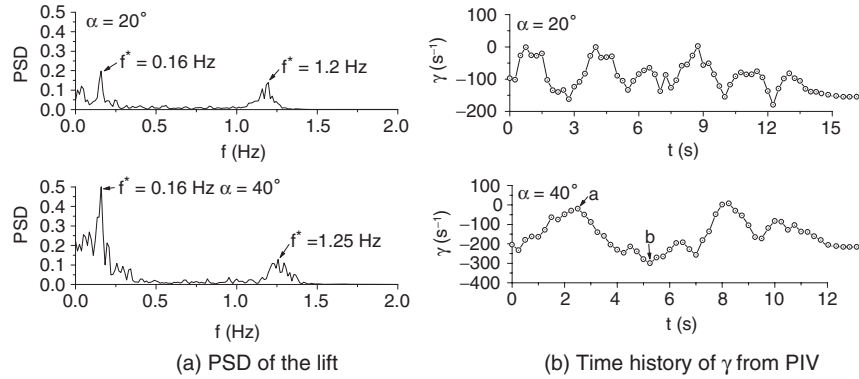 0.5
0.4
0.3
0.2
0.1
0.0
PSD
α = 20°
f* = 0.16 Hz
f* = 1.2 Hz
0.0 0.5 1.0 1.5 2.0
f (Hz)
100
0
−100
−200
γ (s⁻¹)
α = 20°
0 3 6 9 12 15
t (s)
0.5
0.4
0.3
0.2
0.1
0.0
PSD
f* = 0.16 Hz α = 40°
f* =1.25 Hz
0.0 0.5 1.0 1.5 2.0
f (Hz)
100
0
−100
−200
−300
−400
γ (s⁻¹)
α = 40°
a
b
0 2 4 6 8 10 12
t (s)
(a) PSD of the lift
(b) Time history of γ from PIV